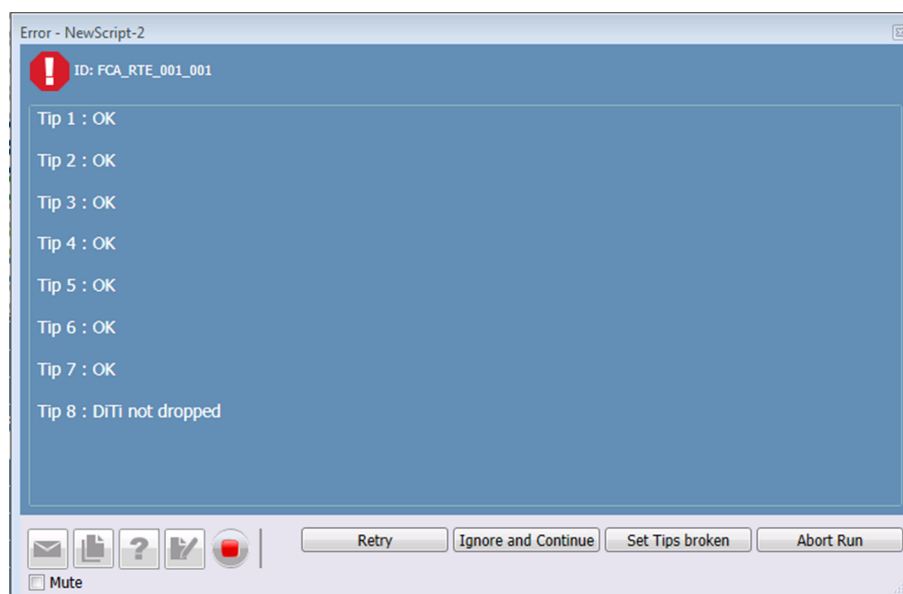 Error - NewScript-2
ID: FCA_RTE_001_001
Tip 1 : OK
Tip 2 : OK
Tip 3 : OK
Tip 4 : OK
Tip 5 : OK
Tip 6 : OK
Tip 7 : OK
Tip 8 : DiTi not dropped
Retry
Ignore and Continue
Set Tips broken
Abort Run
Mute